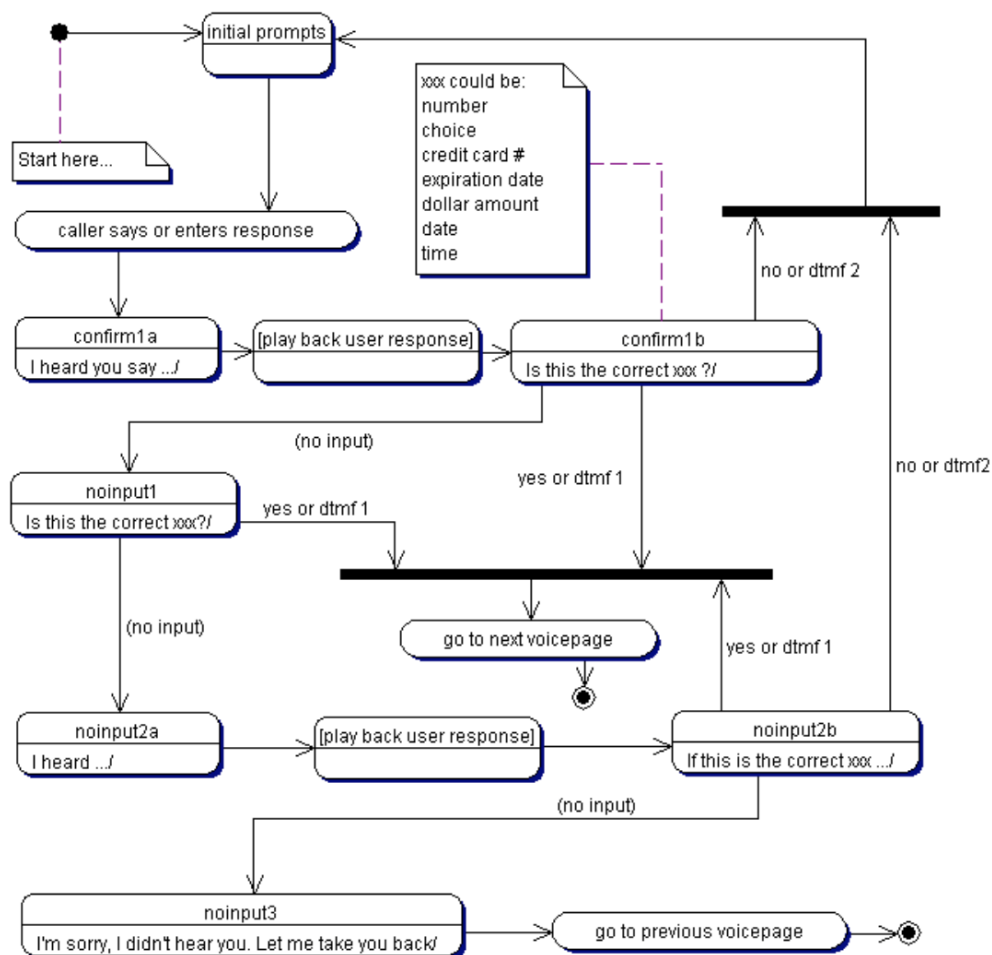 initial prompts
Start here...
xxx could be:
number
choice
credit card #
expiration date
dollar amount
date
time
caller says or enters response
no or dtmf 2
confirm1a
I heard you say .../
[play back user response]
confirm1b
Is this the correct xxx ?/
(no input)
yes or dtmf 1
no or dtmf2
noinput1
Is this the correct xxx?/
yes or dtmf 1
(no input)
go to next voicepage
yes or dtmf 1
noinput2a
I heard .../
[play back user response]
noinput2b
If this is the correct xxx .../
(no input)
noinput3
I'm sorry, I didn't hear you. Let me take you back/
go to previous voicepage